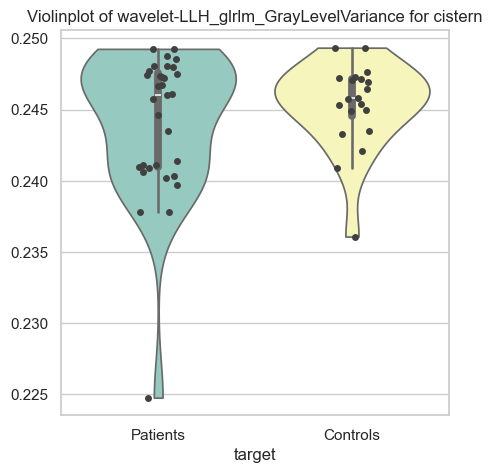 Violinplot of wavelet-LLH_glrlm_GrayLevelVariance for cistern
0.250
0.245
0.240
0.235
0.230
0.225
Patients
Controls
target